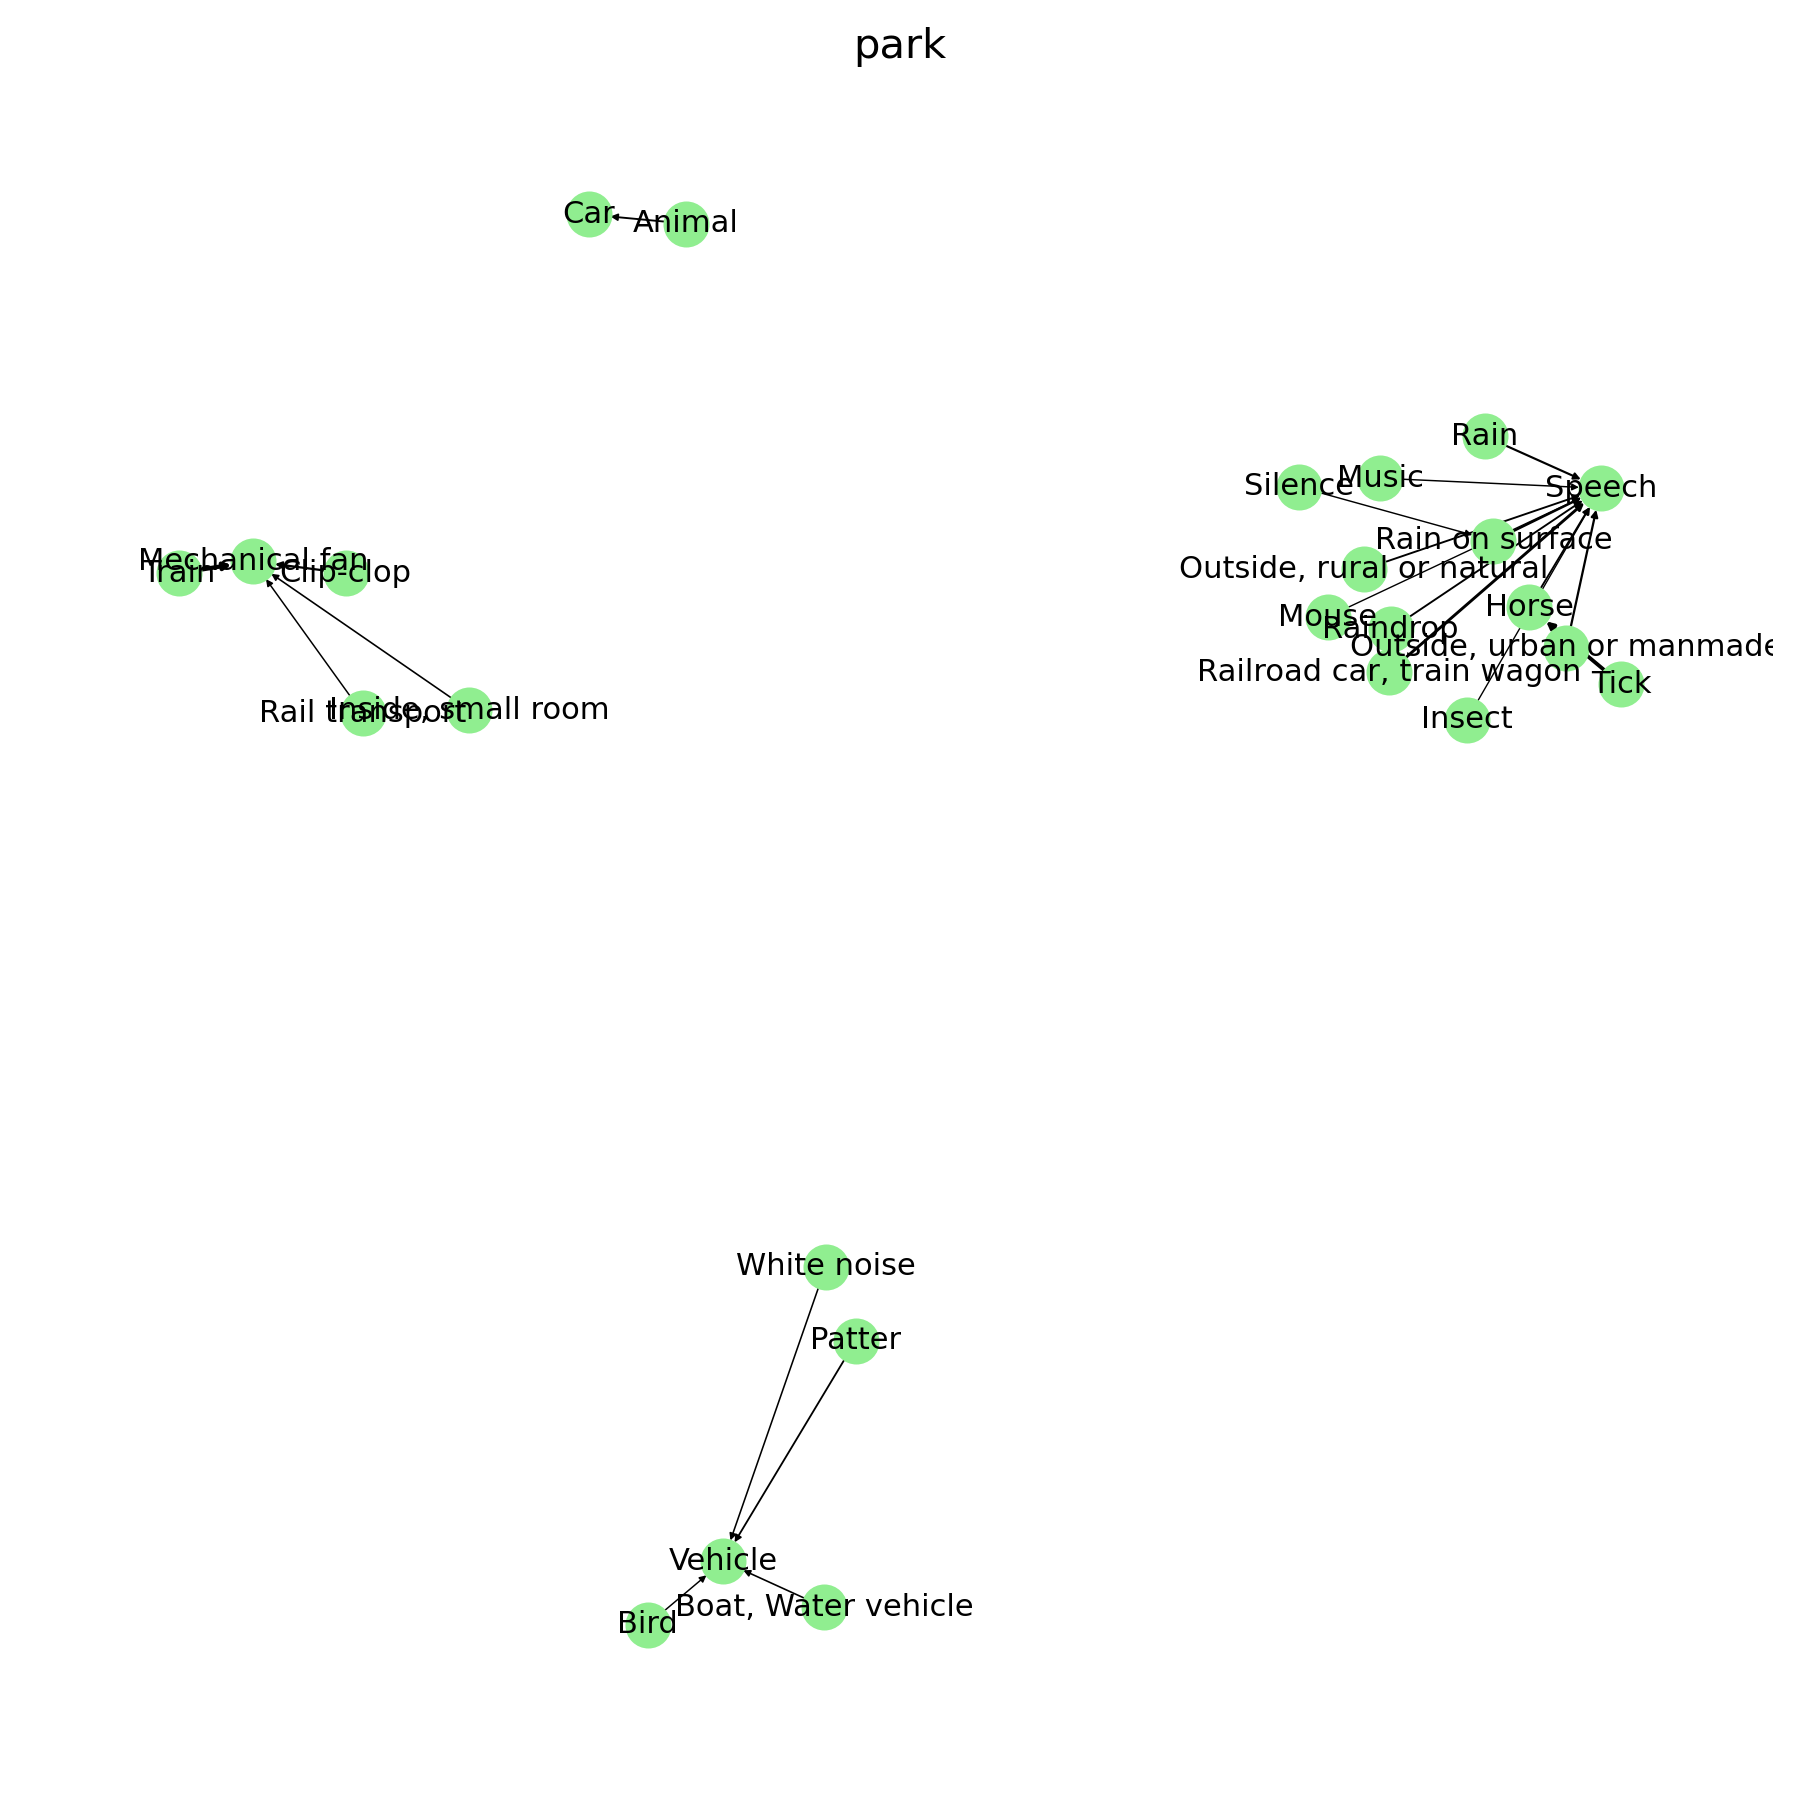 park
Car
Animal
Rain
Music
Silence
Speech
Rain on surface
Mechanical fan
Train
Clip-clop
Outside, rural or natural
Horse
Mouse
Raindrop
Outside, urban or manmade
Railroad car, train wagon
Tick
Rail transport
Inside, small room
Insect
White noise
Patter
Vehicle
Boat, Water vehicle
Bird